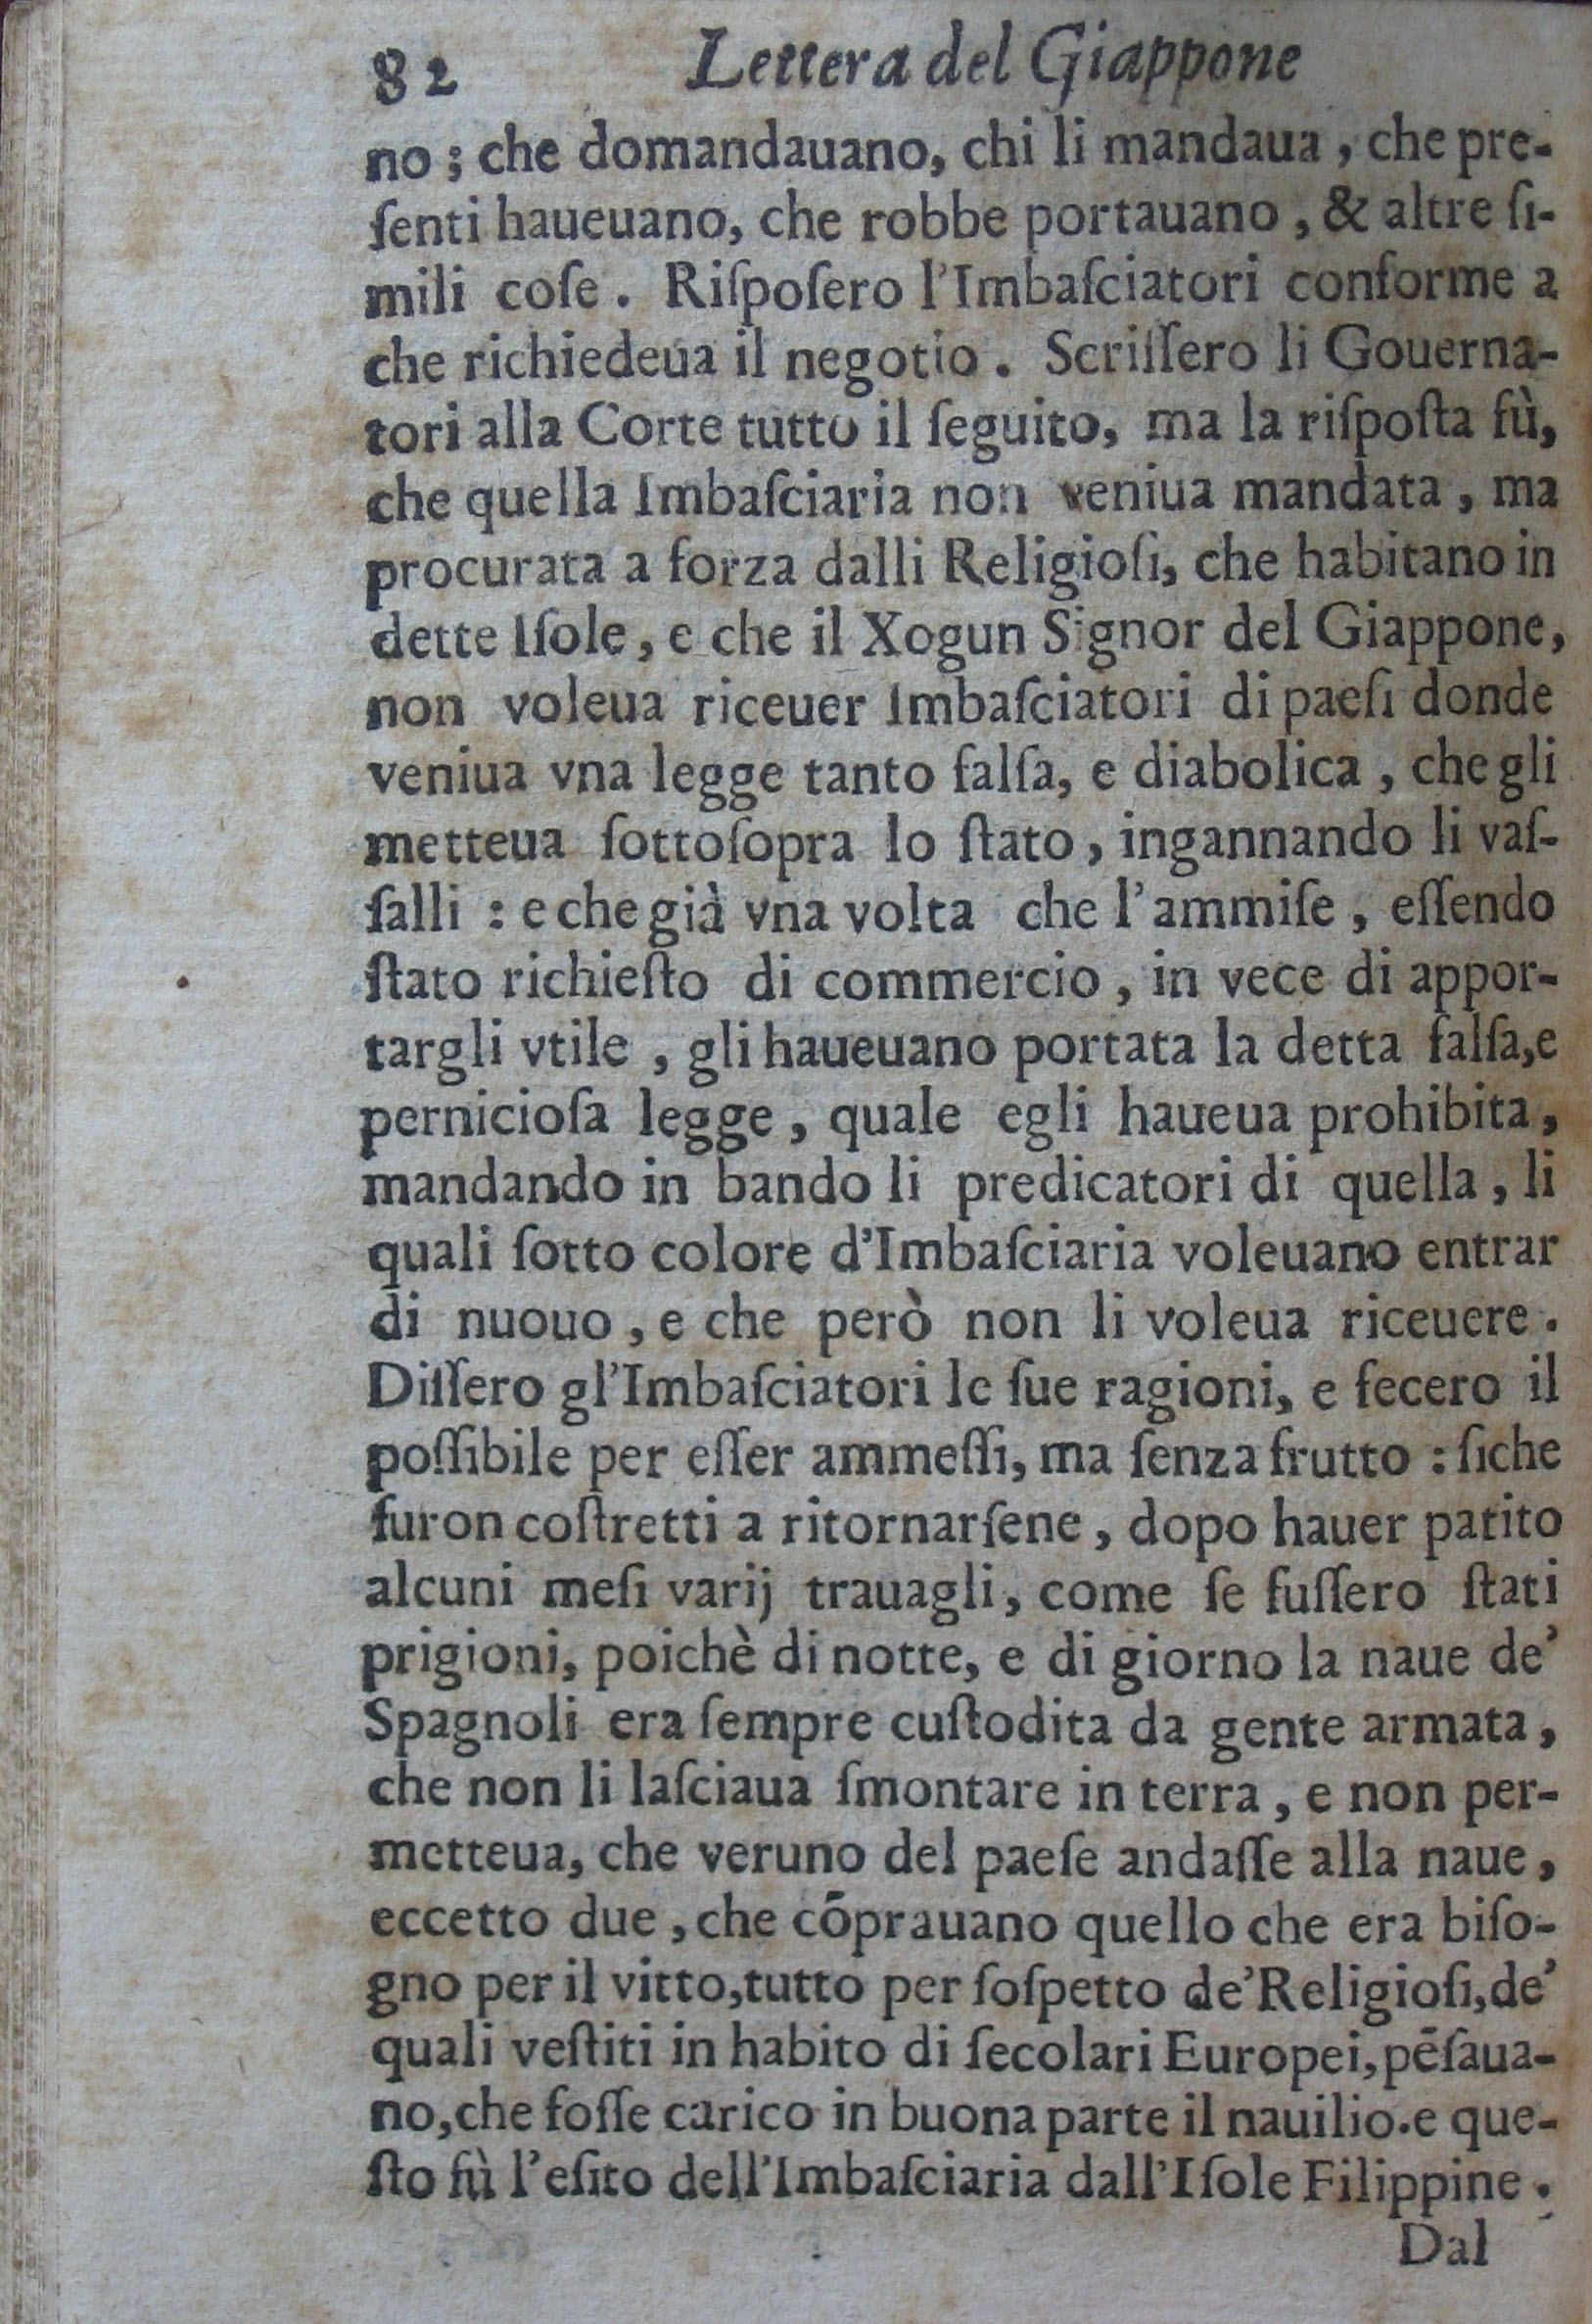 82 Lettera del Giappone
no; che domandauano, chi li mandaua, che pre-
ſenti haueuano, che robbe portauano, & altre ſi-
mili coſe. Riſpoſero l'Imbaſciatori conforme a
che richiedeua il negotio. Scriſſero li Gouerna-
tori alla Corte tutto il ſeguito, ma la riſpoſta fù,
che quella Imbaſciaria non veniua mandata, ma
procurata a forza dalli Religioſi, che habitano in
dette Iſole, e che il Xogun Signor del Giappone,
non voleua riceuer Imbaſciatori di paeſi donde
veniua vna legge tanto falſa, e diabolica, che gli
metteua ſottoſopra lo ſtato, ingannando li vaſ-
ſalli: e che già vna volta che l'ammiſe, eſſendo
ſtato richieſto di commercio, in vece di appor-
targli vtile, gli haueuano portata la detta falſa, e
pernicioſa legge, quale egli haueua prohibita,
mandando in bando li predicatori di quella, li
quali ſotto colore d'Imbaſciaria voleuano entrar
di nuouo, e che però non li voleua riceuere.
Diſſero gl'Imbaſciatori le ſue ragioni, e fecero il
poſſibile per eſſer ammeſſi, ma ſenza frutto: ſiche
furon coſtretti a ritornarſene, dopo hauer patito
alcuni meſi varij trauagli, come ſe fuſſero ſtati
prigioni, poichè di notte, e di giorno la naue de'
Spagnoli era ſempre cuſtodita da gente armata,
che non li laſciaua ſmontare in terra, e non per-
metteua, che veruno del paeſe andaſſe alla naue,
eccetto due, che cōprauano quello che era biſo-
gno per il vitto, tutto per ſoſpetto de' Religioſi, de'
quali veſtiti in habito di ſecolari Europei, pēſaua-
no, che foſſe carico in buona parte il nauilio. e que-
ſto fù l'eſito dell'Imbaſciaria dall'Iſole Filippine.
Dal